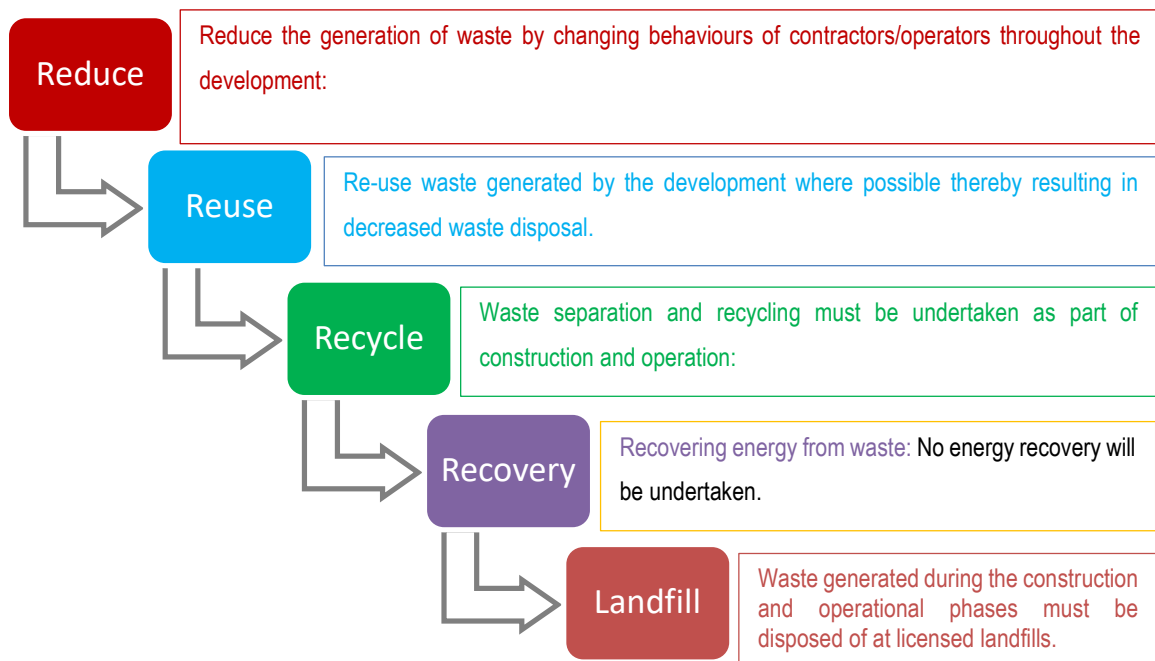 Reduce
Reduce the generation of waste by changing behaviours of contractors/operators throughout the
development:
Reuse
Re-use waste generated by the development where possible thereby resulting in
decreased waste disposal.
Recycle
Waste separation and recycling must be undertaken as part of
construction and operation:
Recovery
Recovering energy from waste: No energy recovery will
be undertaken.
Landfill
Waste generated during the construction
and operational phases must be
disposed of at licensed landfills.